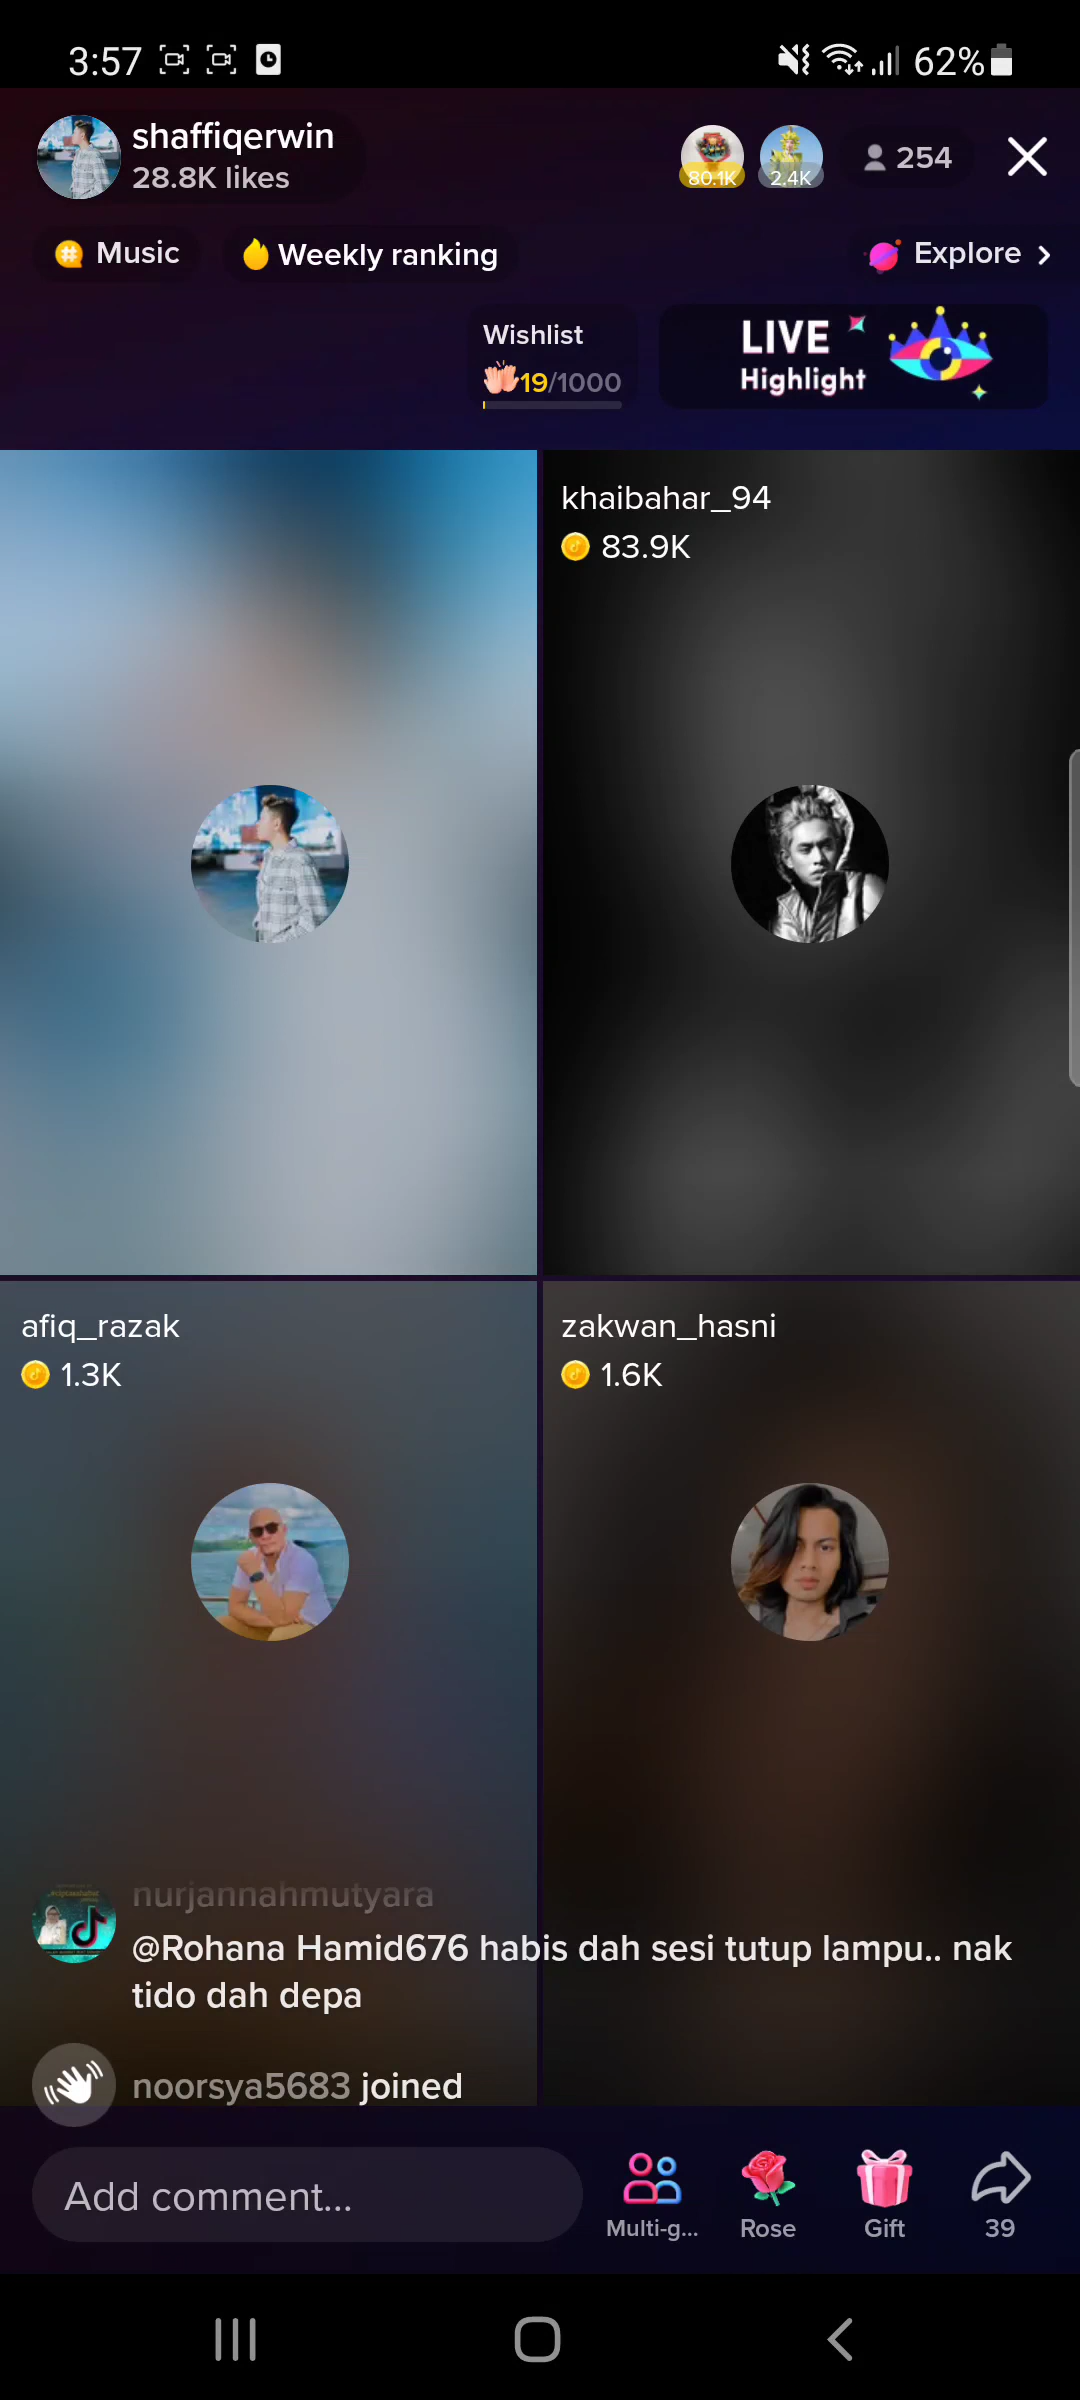 3:57
62%
shaffiqerwin
28.8K likes
80.1K
2.4K
254
Music
Weekly ranking
Explore
Wishlist
19/1000
LIVE
Highlight
khaibahar_94
83.9K
afiq_razak
1.3K
zakwan_hasni
1.6K
nurjannahmutyara
@Rohana Hamid676 habis dah sesi tutup lampu.. nak
tido dah depa
noorsya5683 joined
Add comment...
Multi-g...
Rose
Gift
39